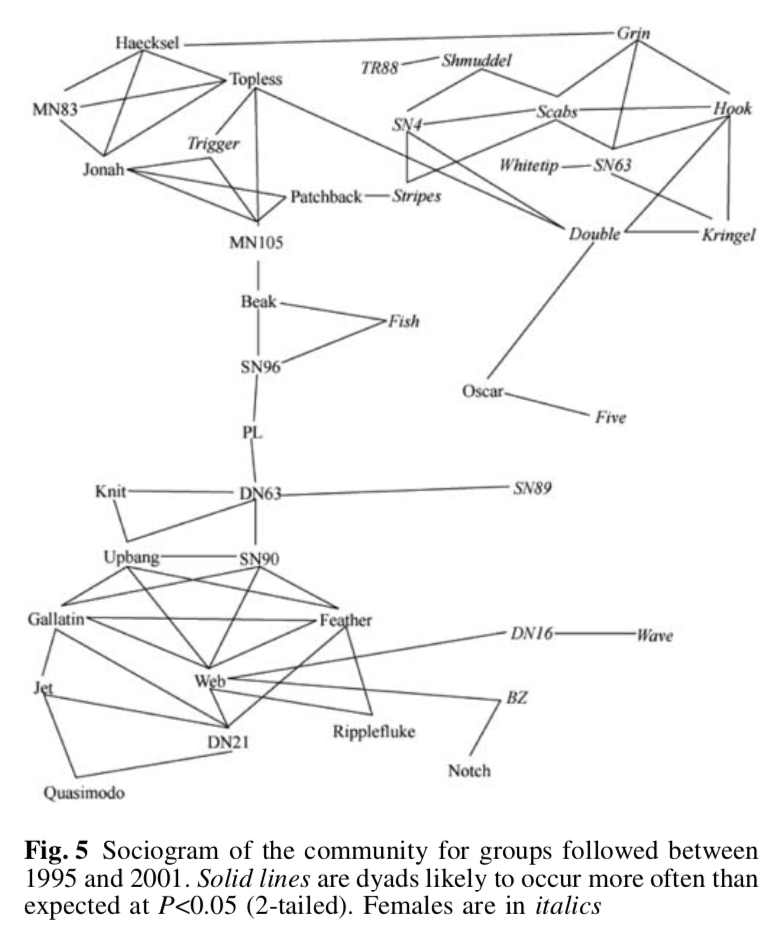 Grin
Haecksel
TR88
Shmuddel
Topless
MN83
SN4
Scabs
Hook
Trigger
Jonah
Whitetip
SN63
Patchback
Stripes
Double
Kringel
MN105
Beak
Fish
SN96
Oscar
Five
PL
Knit
DN63
SN89
Upbang
SN90
Gallatin
Feather
DN16
Wave
Web
Jet
BZ
Ripplefluke
DN21
Notch
Quasimodo
Fig. 5 Sociogram of the community for groups followed between
1995 and 2001. Solid lines are dyads likely to occur more often than
expected at P<0.05 (2-tailed). Females are in italics